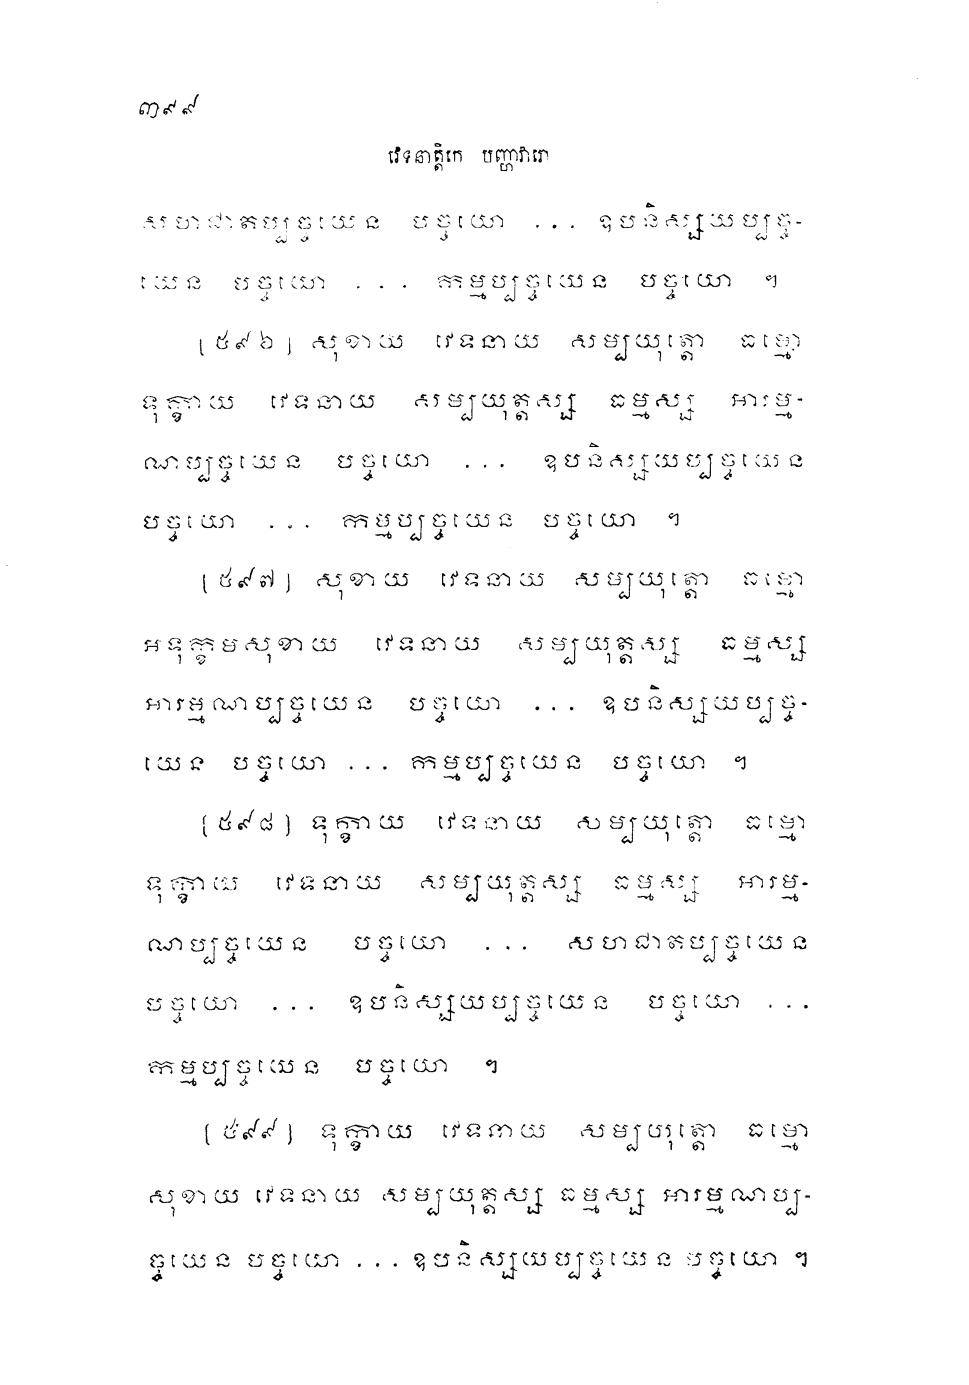 ៣៩៩
វេទនាត្តិកេ បញ្ហាវារោ
សហជាតប្បច្ចយេន បច្ចយោ ... ឧបនិស្សយប្បច្ច-
យេន បច្ចយោ ... កម្មប្បច្ចយេន បច្ចយោ ។
[៥៩៦] សុខាយ វេទនាយ សម្បយុត្តោ ធម្មោ
ទុក្ខាយ វេទនាយ សម្បយុត្តស្ស ធម្មស្ស អារម្ម-
ណប្បច្ចយេន បច្ចយោ ... ឧបនិស្សយប្បច្ចយេន
បច្ចយោ ... កម្មប្បច្ចយេន បច្ចយោ ។
[៥៩៧] សុខាយ វេទនាយ សម្បយុត្តោ ធម្មោ
អទុក្ខមសុខាយ វេទនាយ សម្បយុត្តស្ស ធម្មស្ស
អារម្មណប្បច្ចយេន បច្ចយោ ... ឧបនិស្សយប្បច្ច-
យេន បច្ចយោ ... កម្មប្បច្ចយេន បច្ចយោ ។
[៥៩៨] ទុក្ខាយ វេទនាយ សម្បយុត្តោ ធម្មោ
ទុក្ខាយ វេទនាយ សម្បយុត្តស្ស ធម្មស្ស អារម្ម-
ណប្បច្ចយេន បច្ចយោ ... សហជាតប្បច្ចយេន
បច្ចយោ ... ឧបនិស្សយប្បច្ចយេន បច្ចយោ ...
កម្មប្បច្ចយេន បច្ចយោ ។
[៥៩៩] ទុក្ខាយ វេទនាយ សម្បយុត្តោ ធម្មោ
សុខាយ វេទនាយ សម្បយុត្តស្ស ធម្មស្ស អារម្មណប្ប-
ច្ចយេន បច្ចយោ ... ឧបនិស្សយប្បច្ចយេន បច្ចយោ ។